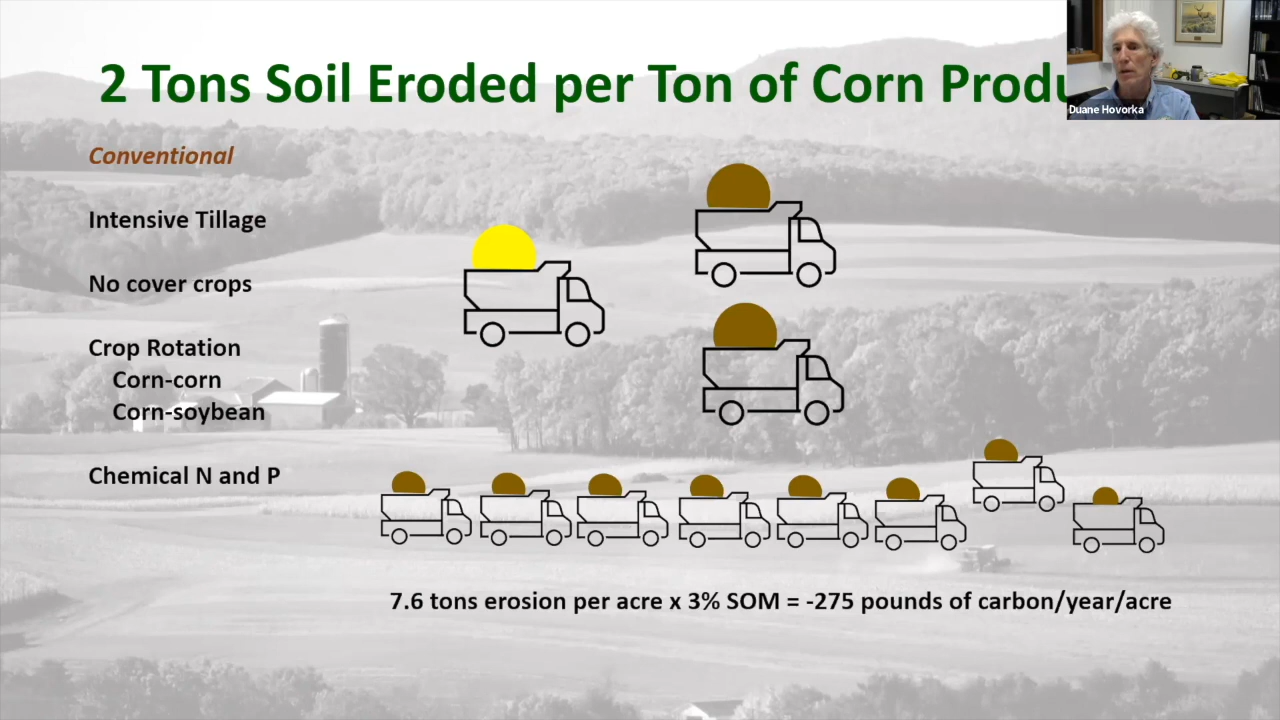 2 Tons Soil Eroded per Ton of Corn Produ
Duane Hovorka
Conventional
Intensive Tillage
No cover crops
Crop Rotation
Corn-corn
Corn-soybean
Chemical N and P
7.6 tons erosion per acre x 3% SOM = -275 pounds of carbon/year/acre